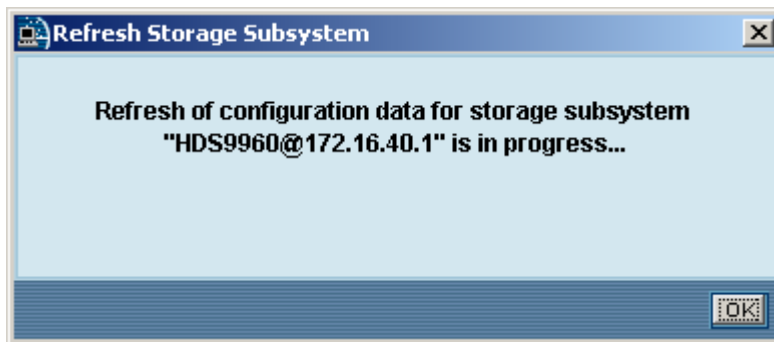 Refresh Storage Subsystem
Refresh of configuration data for storage subsystem
"HDS9960@172.16.40.1" is in progress...
OK